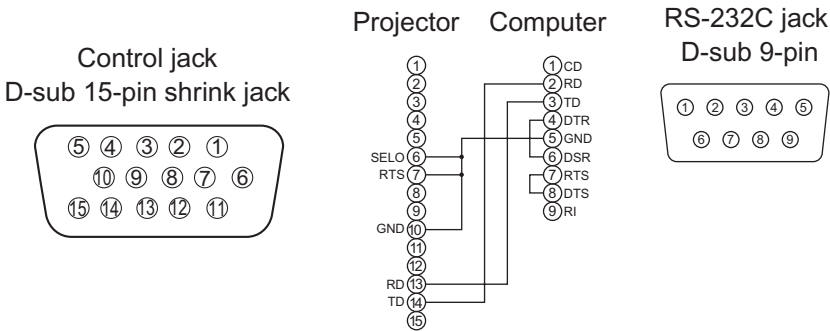 Control jack
D-sub 15-pin shrink jack
5 4 3 2 1
10 9 8 7 6
15 14 13 12 11
Projector Computer
1
2
3
4
5
SELO 6
RTS 7
8
9
GND 10
11
12
RD 13
TD 14
15
1 CD
2 RD
3 TD
4 DTR
5 GND
6 DSR
7 RTS
8 DTS
9 RI
RS-232C jack
D-sub 9-pin
1 2 3 4 5
6 7 8 9